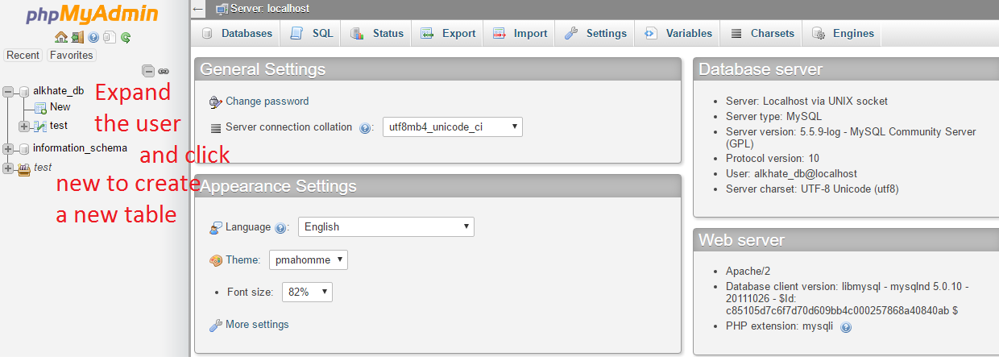 phpMyAdmin
Recent Favorites
alkhate_db
New
test
information_schema
test
Expand
the user
and click
new to create
a new table
Server: localhost
Databases SQL Status Export Import Settings Variables Charsets Engines
General Settings
Change password
Server connection collation : utf8mb4_unicode_ci
Appearance Settings
Language : English
Theme: pmahomme
Font size: 82%
More settings
Database server
Server: Localhost via UNIX socket
Server type: MySQL
Server version: 5.5.9-log - MySQL Community Server
(GPL)
Protocol version: 10
User: alkhate_db@localhost
Server charset: UTF-8 Unicode (utf8)
Web server
Apache/2
Database client version: libmysql - mysqlnd 5.0.10 -
20111026 - $Id:
c85105d7c6f7d70d609bb4c000257868a40840ab $
PHP extension: mysqli